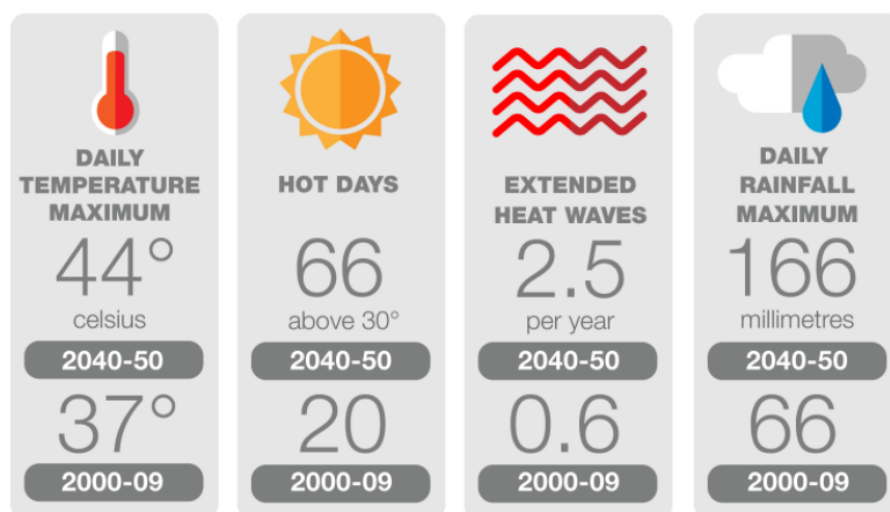 DAILY
TEMPERATURE
MAXIMUM
44°
celsius
2040-50
37°
2000-09
HOT DAYS
66
above 30°
2040-50
20
2000-09
EXTENDED
HEAT WAVES
2.5
per year
2040-50
0.6
2000-09
DAILY
RAINFALL
MAXIMUM
166
millimetres
2040-50
66
2000-09